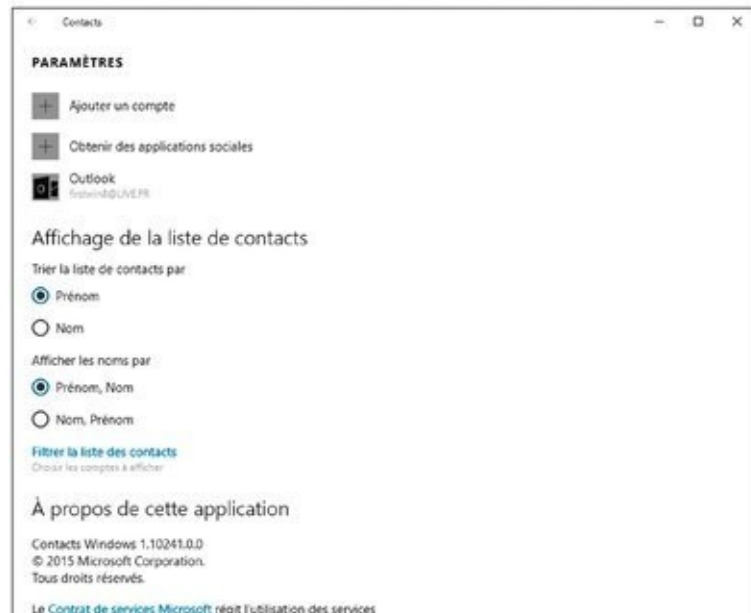 Contacts
PARAMÈTRES
Ajouter un compte
Obtenir des applications sociales
Outlook
Affichage de la liste de contacts
Trier la liste de contacts par
Prénom
Nom
Afficher les noms par
Prénom, Nom
Nom, Prénom
Filtrer la liste des contacts
Choisir les comptes à afficher
À propos de cette application
Contacts Windows 1.10241.0.0
© 2015 Microsoft Corporation.
Tous droits réservés.
Le Contrat de services Microsoft régit l'utilisation des services